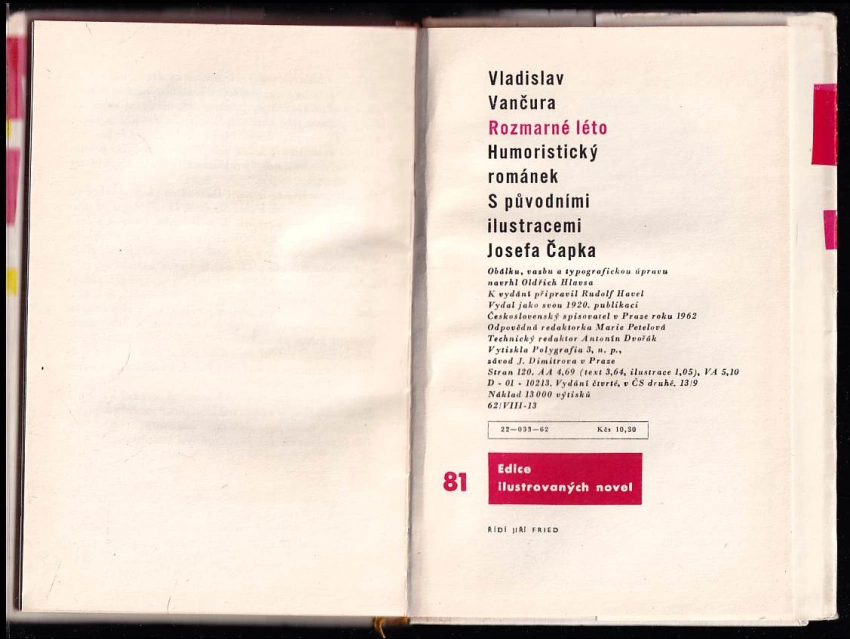 Vladislav
Vančura
Rozmarné léto
Humoristický
románek
S původními
ilustracemi
Josefa Čapka
Obálku, vazbu a typografickou úpravu
navrhl Oldřich Hlavsa
K vydání připravil Rudolf Havel
Vydal jako svou 1920. publikaci
Československý spisovatel v Praze roku 1962
Odpovědná redaktorka Marie Petelová
Technický redaktor Antonín Dvořák
Vytiskla Polygrafia 3, n. p.,
závod J. Dimitrova v Praze
Stran 120. AA 4,69 (text 3,64, ilustrace 1,05), VA 5,10
D - 01 - 10213. Vydání čtvrté, v ČS druhé. 13/9
Náklad 13 000 výtisků
62/VIII-13
22—033—62 Kčs 10,30
81
Edice
ilustrovaných novel
ŘÍDÍ JIŘÍ FRIED